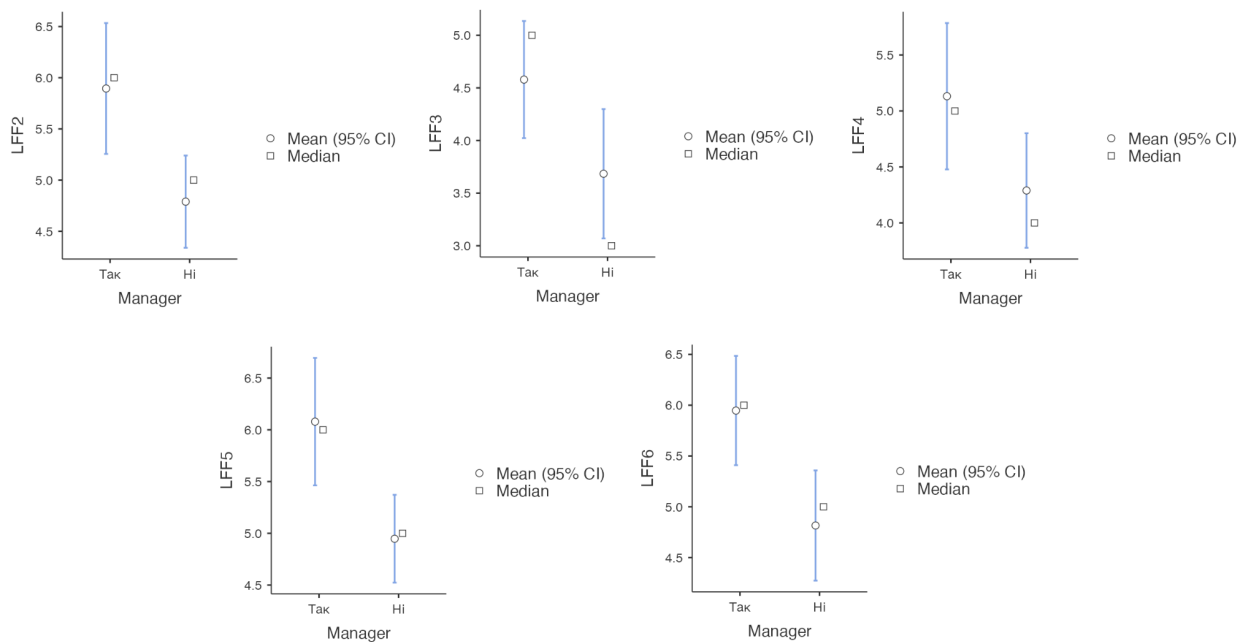 6.5
6.0
5.5
5.0
4.5
LFF2
Так
Ні
Manager
Mean (95% CI)
Median
5.0
4.5
4.0
3.5
3.0
LFF3
Так
Ні
Manager
Mean (95% CI)
Median
5.5
5.0
4.5
4.0
LFF4
Так
Ні
Manager
Mean (95% CI)
Median
6.5
6.0
5.5
5.0
4.5
LFF5
Так
Ні
Manager
Mean (95% CI)
Median
6.5
6.0
5.5
5.0
4.5
LFF6
Так
Ні
Manager
Mean (95% CI)
Median